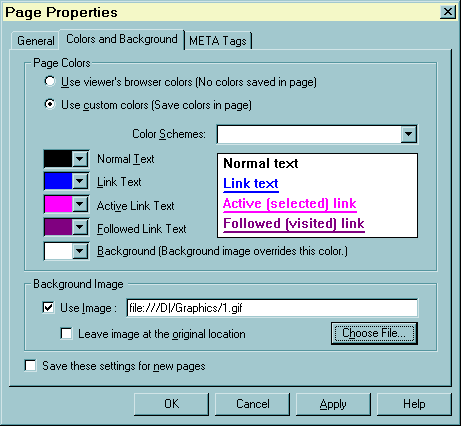 Page Properties
General Colors and Background META Tags
Page Colors
Use viewer's browser colors (No colors saved in page)
Use custom colors (Save colors in page)
Color Schemes:
Normal Text
Link Text
Active Link Text
Followed Link Text
Background (Background image overrides this color.)
Normal text
Link text
Active (selected) link
Followed (visited) link
Background Image
Use Image : file:///D|/Graphics/1.gif
Leave image at the original location Choose File...
Save these settings for new pages
OK Cancel Apply Help